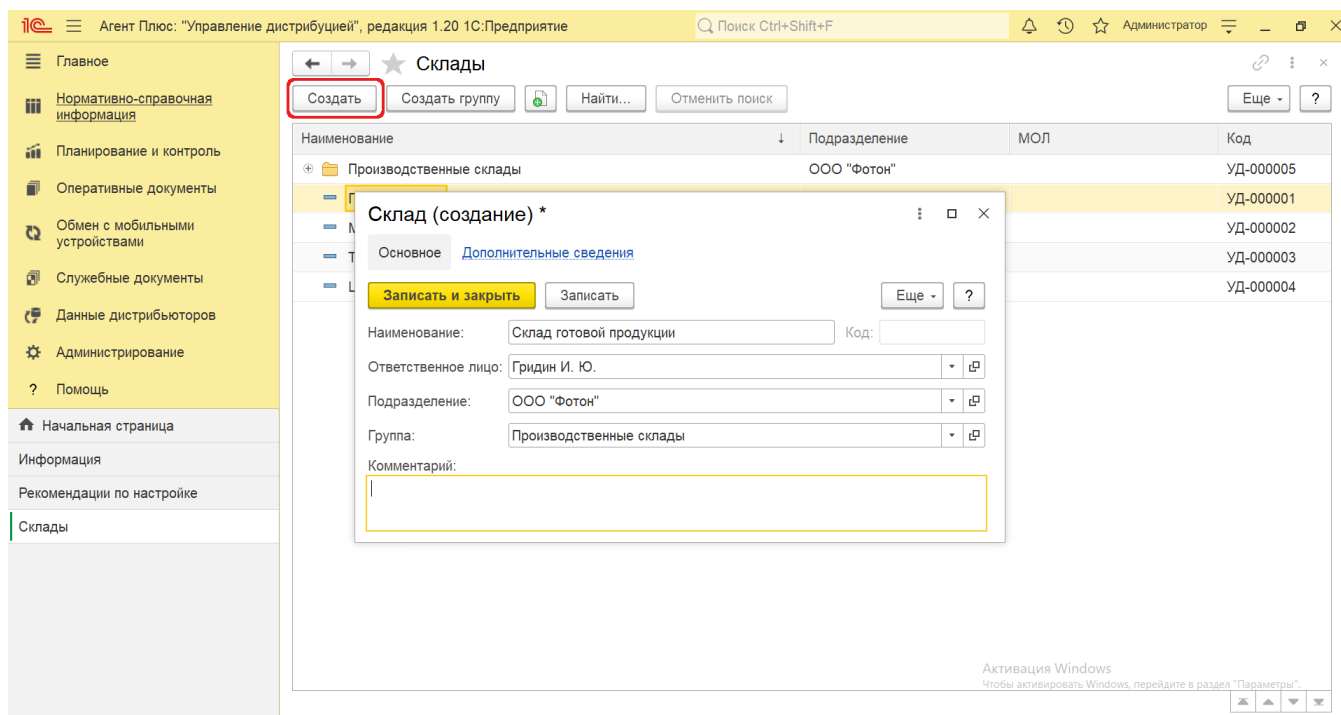 Агент Плюс: "Управление дистрибуцией", редакция 1.20 1С:Предприятие
Поиск Ctrl+Shift+F
Администратор
Главное
Нормативно-справочная
информация
Планирование и контроль
Оперативные документы
Обмен с мобильными
устройствами
Служебные документы
Данные дистрибьюторов
Администрирование
? Помощь
Начальная страница
Информация
Рекомендации по настройке
Склады
Склады
Создать
Создать группу
Найти...
Отменить поиск
Еще
?
Наименование ↓ Подразделение МОЛ Код
Производственные склады ООО "Фотон" УД-000005
УД-000001
УД-000002
УД-000003
УД-000004
Склад (создание) *
Основное Дополнительные сведения
Записать и закрыть Записать Еще ?
Наименование: Склад готовой продукции Код:
Ответственное лицо: Гридин И. Ю.
Подразделение: ООО "Фотон"
Группа: Производственные склады
Комментарий:
Активация Windows
Чтобы активировать Windows, перейдите в раздел "Параметры".